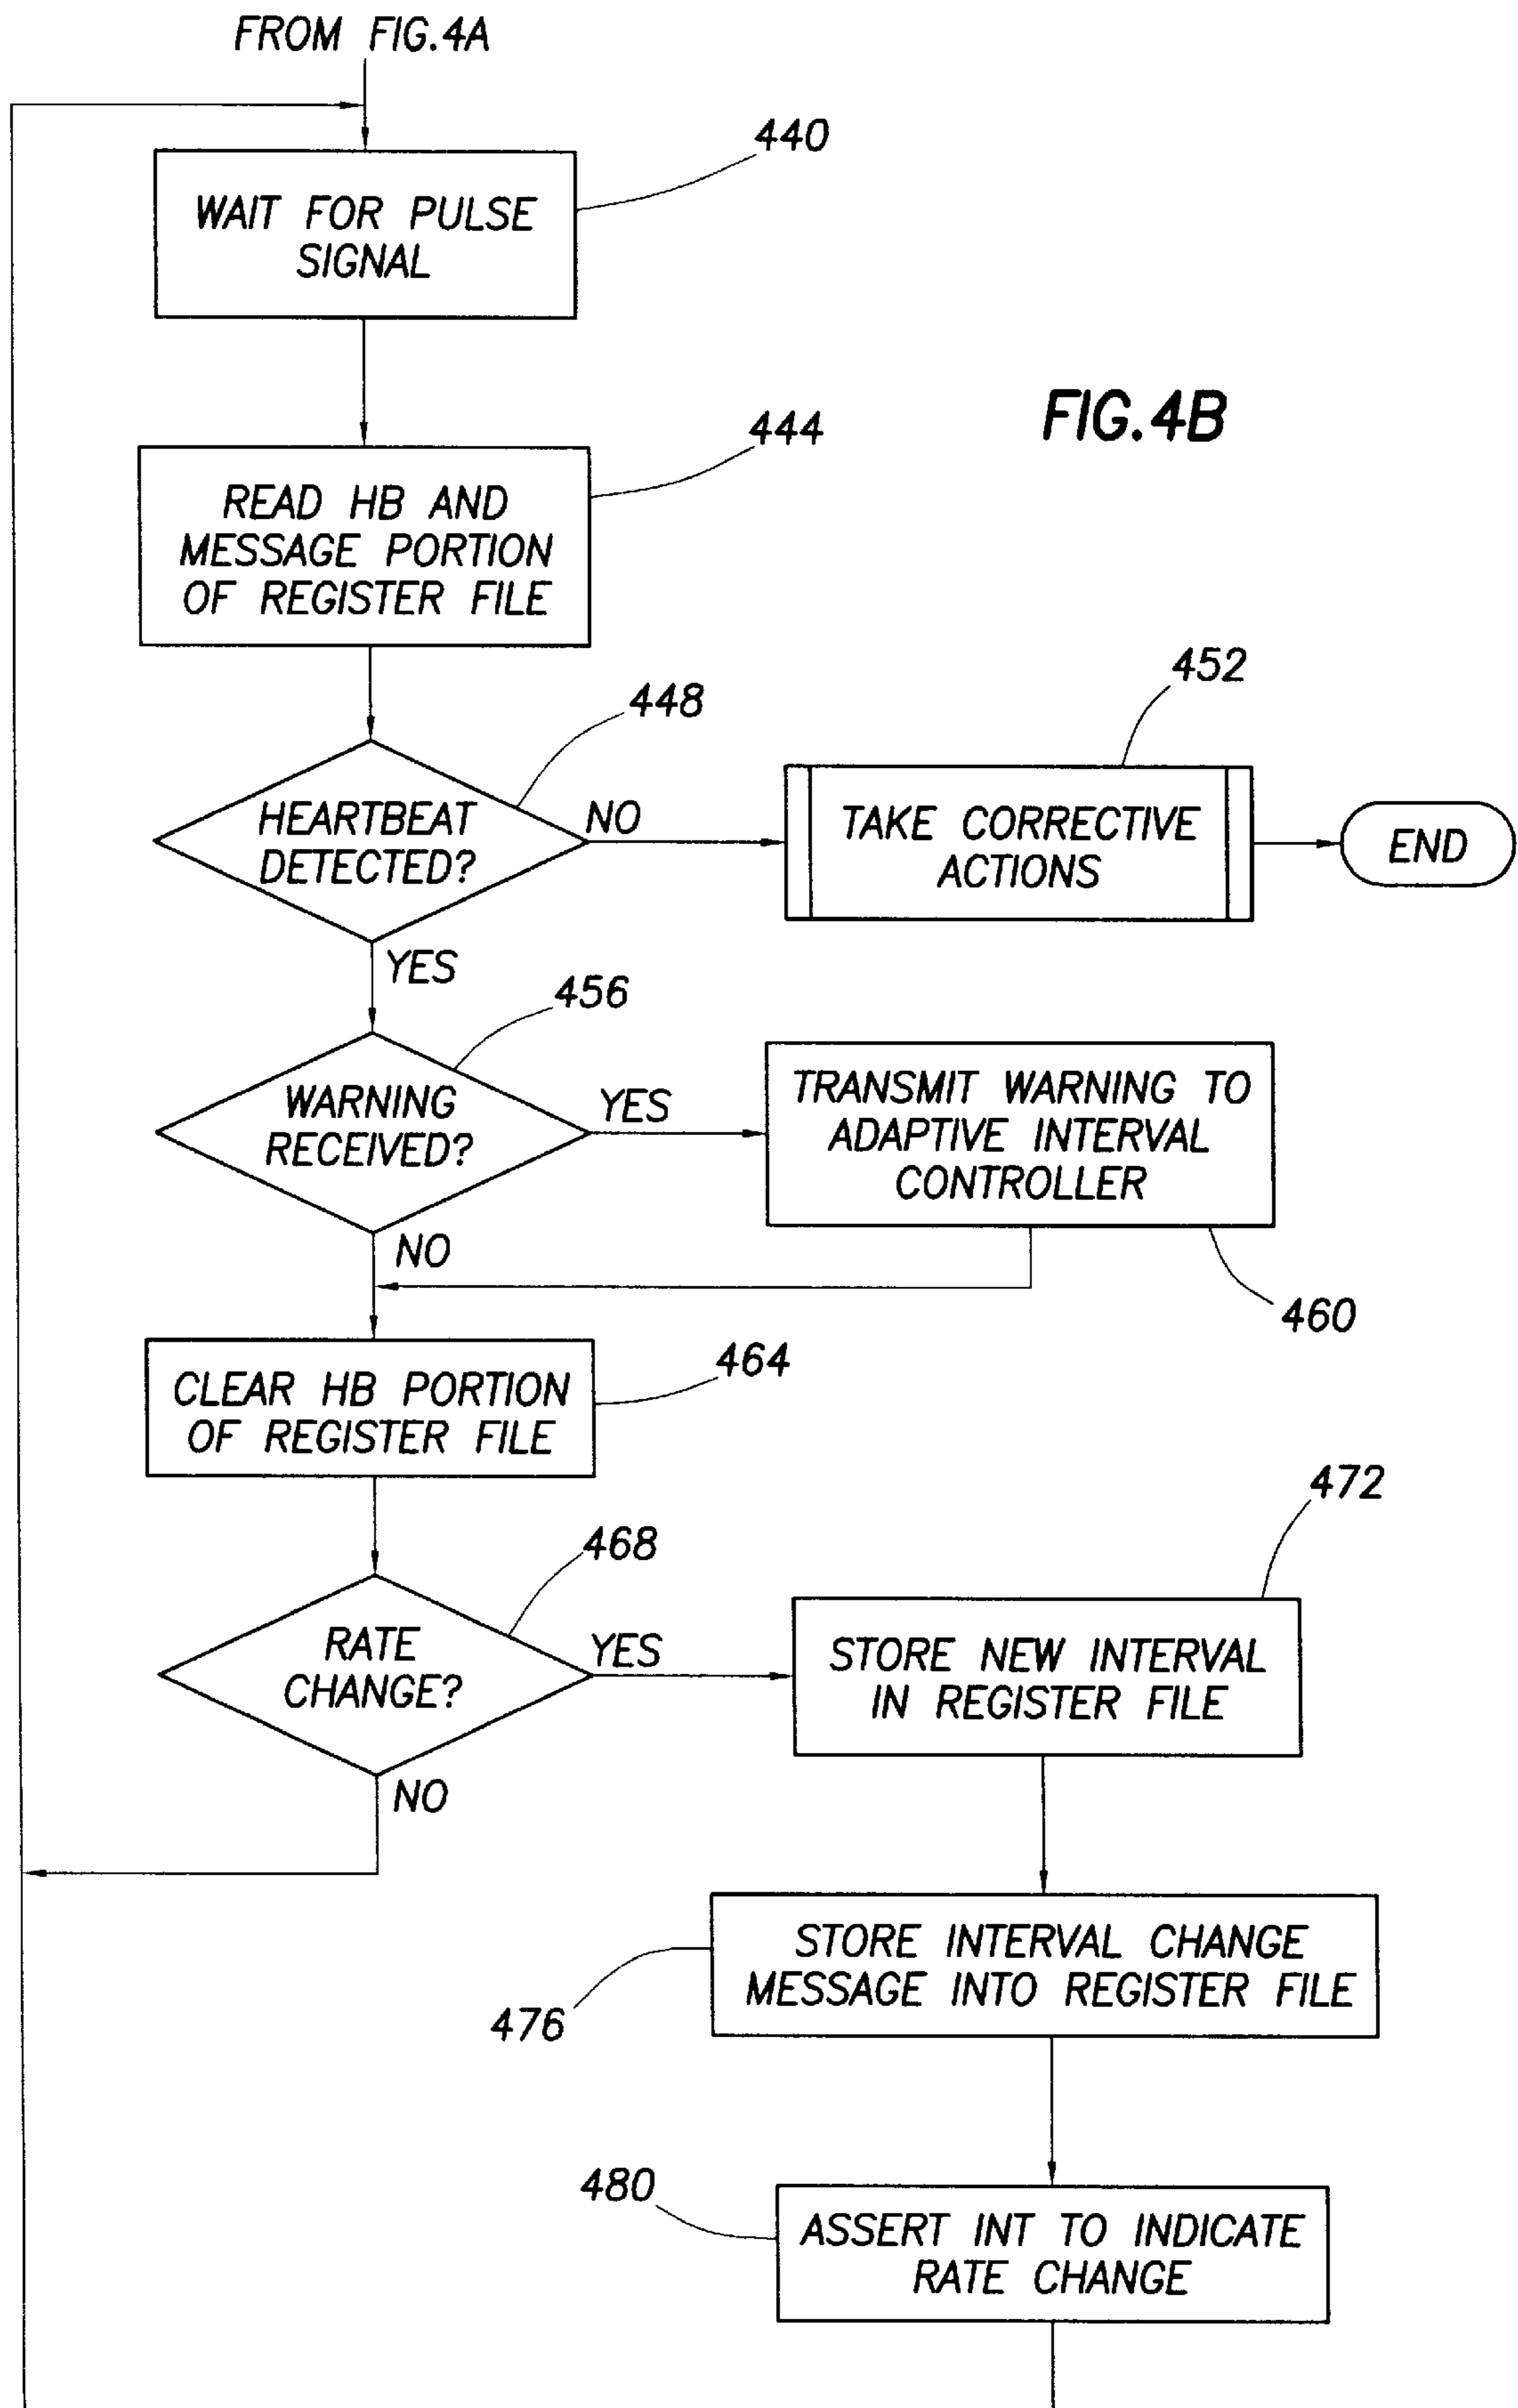 FROM FIG.4A
440
WAIT FOR PULSE
SIGNAL
FIG.4B
444
READ HB AND
MESSAGE PORTION
OF REGISTER FILE
448
HEARTBEAT
DETECTED?
NO
452
TAKE CORRECTIVE
ACTIONS
END
YES
456
WARNING
RECEIVED?
YES
TRANSMIT WARNING TO
ADAPTIVE INTERVAL
CONTROLLER
460
NO
464
CLEAR HB PORTION
OF REGISTER FILE
468
RATE
CHANGE?
YES
472
STORE NEW INTERVAL
IN REGISTER FILE
NO
STORE INTERVAL CHANGE
MESSAGE INTO REGISTER FILE
476
480
ASSERT INT TO INDICATE
RATE CHANGE